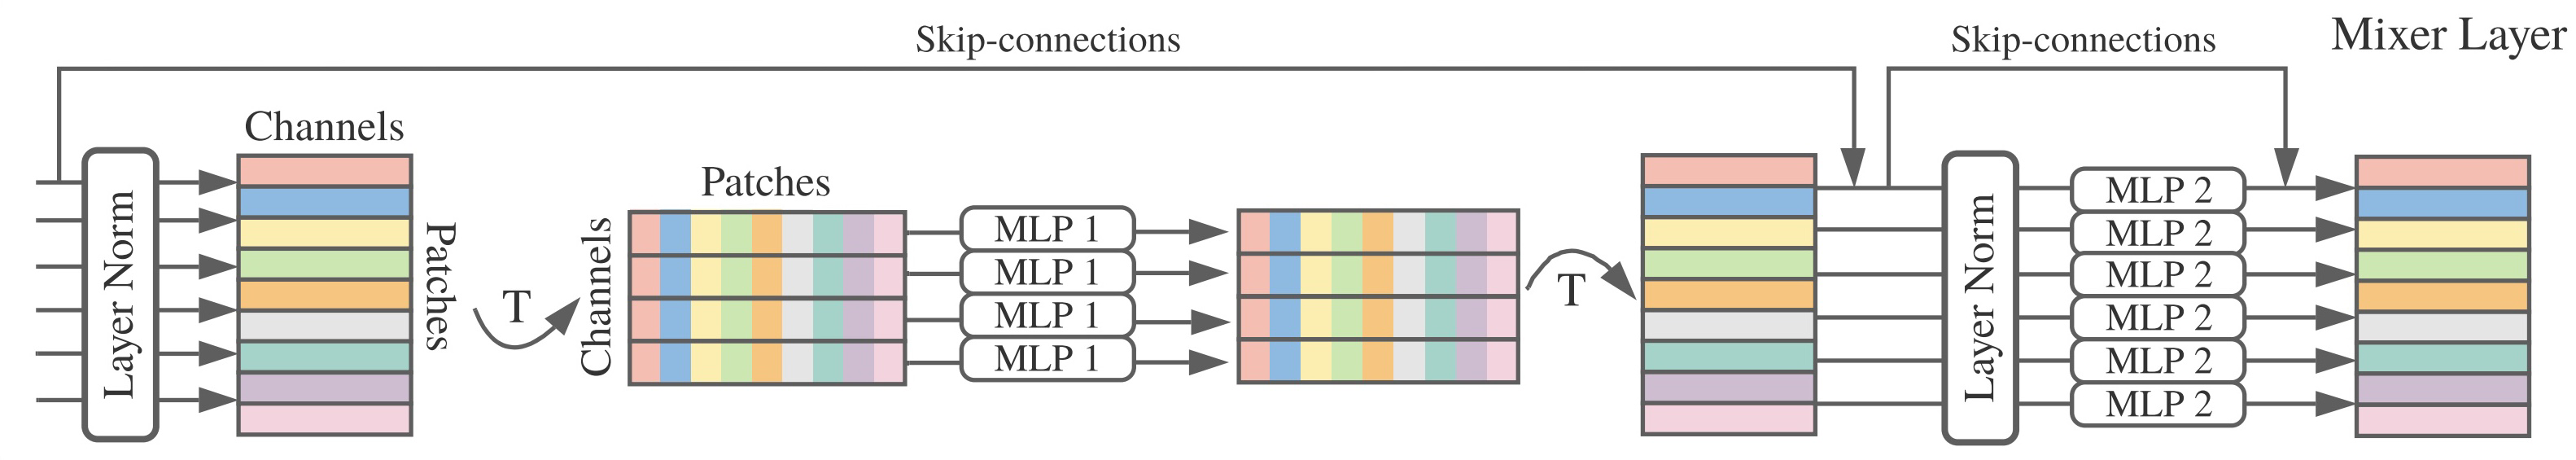 Skip-connections
Skip-connections
Mixer Layer
Layer Norm
Channels
Patches
T
Channels
Patches
MLP 1
MLP 1
MLP 1
MLP 1
T
Layer Norm
MLP 2
MLP 2
MLP 2
MLP 2
MLP 2
MLP 2